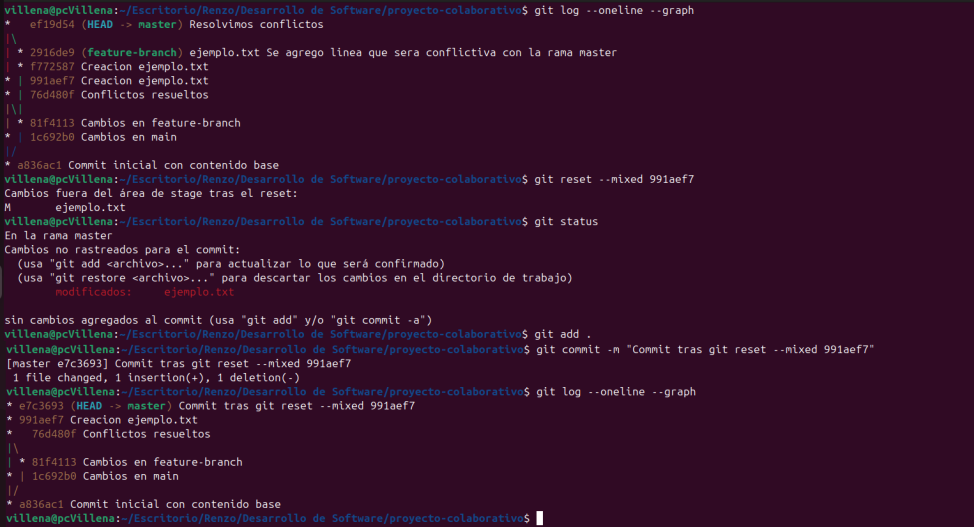 villena@pcVillena:~/Escritorio/Renzo/Desarrollo de Software/proyecto-colaborativo$ git log --oneline --graph
*   ef19d54 (HEAD -> master) Resolvimos conflictos
|\
| * 2916de9 (feature-branch) ejemplo.txt Se agrego linea que sera conflictiva con la rama master
| * f772587 Creacion ejemplo.txt
* | 991aef7 Creacion ejemplo.txt
* | 76d480f Conflictos resueltos
|\|
| * 81f4113 Cambios en feature-branch
* | 1c692b0 Cambios en main
|/
* a836ac1 Commit inicial con contenido base
villena@pcVillena:~/Escritorio/Renzo/Desarrollo de Software/proyecto-colaborativo$ git reset --mixed 991aef7
Cambios fuera del área de stage tras el reset:
M       ejemplo.txt
villena@pcVillena:~/Escritorio/Renzo/Desarrollo de Software/proyecto-colaborativo$ git status
En la rama master
Cambios no rastreados para el commit:
  (usa "git add <archivo>..." para actualizar lo que será confirmado)
  (usa "git restore <archivo>..." para descartar los cambios en el directorio de trabajo)
        modificados:     ejemplo.txt

sin cambios agregados al commit (usa "git add" y/o "git commit -a")
villena@pcVillena:~/Escritorio/Renzo/Desarrollo de Software/proyecto-colaborativo$ git add .
villena@pcVillena:~/Escritorio/Renzo/Desarrollo de Software/proyecto-colaborativo$ git commit -m "Commit tras git reset --mixed 991aef7"
[master e7c3693] Commit tras git reset --mixed 991aef7
 1 file changed, 1 insertion(+), 1 deletion(-)
villena@pcVillena:~/Escritorio/Renzo/Desarrollo de Software/proyecto-colaborativo$ git log --oneline --graph
* e7c3693 (HEAD -> master) Commit tras git reset --mixed 991aef7
* 991aef7 Creacion ejemplo.txt
*   76d480f Conflictos resueltos
|\
| * 81f4113 Cambios en feature-branch
* | 1c692b0 Cambios en main
|/
* a836ac1 Commit inicial con contenido base
villena@pcVillena:~/Escritorio/Renzo/Desarrollo de Software/proyecto-colaborativo$